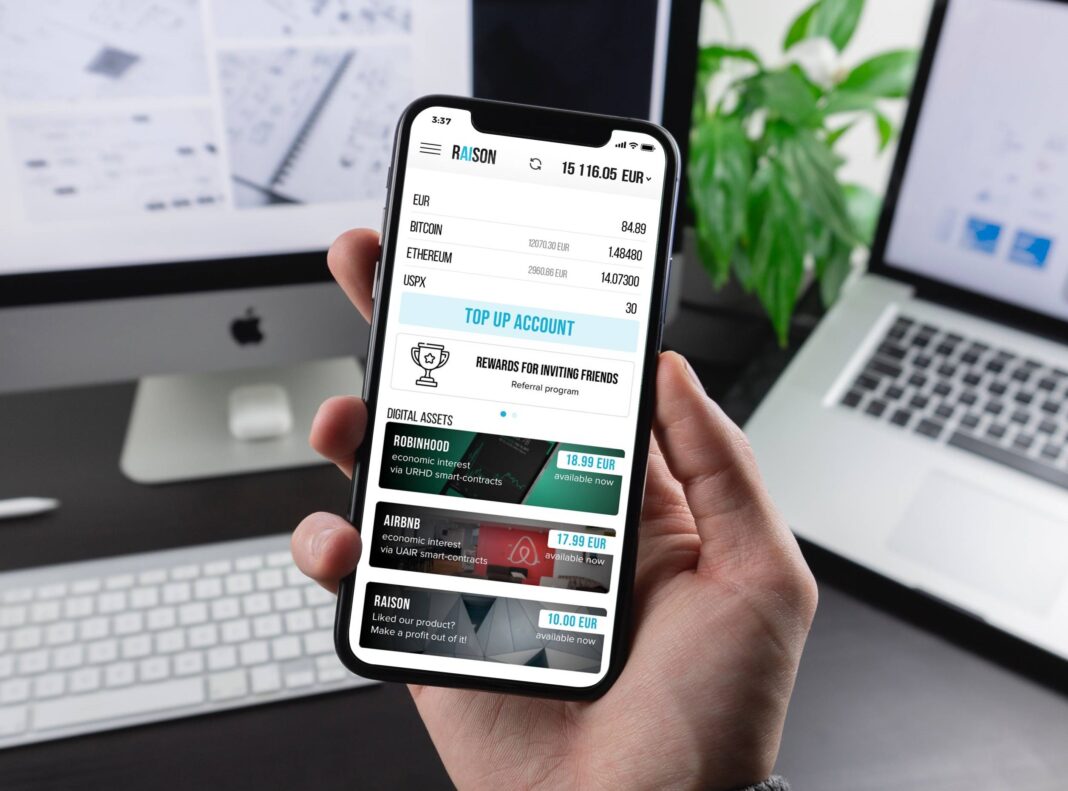 3:37
RAISON
15 116.05 EUR
EUR 84.89
BITCOIN 12070.30 EUR 1.48480
ETHEREUM 2960.86 EUR 14.07300
USPX 30
TOP UP ACCOUNT
REWARDS FOR INVITING FRIENDS
Referral program
DIGITAL ASSETS
ROBINHOOD
economic interest
via URHD smart-contracts
18.99 EUR
available now
AIRBNB
economic interest
via UAIR smart-contracts
17.99 EUR
available now
RAISON
Liked our product?
Make a profit out of it!
10.00 EUR
available now